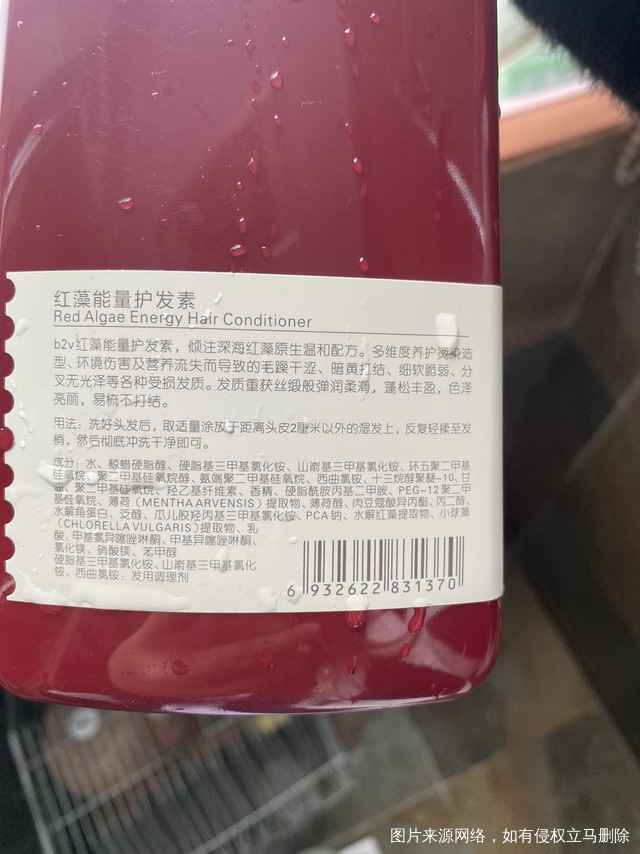 红藻能量护发素
Red Algae Energy Hair Conditioner
b2v红藻能量护发素，倾注深海红藻原生温和配方。多维度养护烫染造
型、环境伤害及营养流失而导致的毛躁干涩、暗黄打结、细软脆弱、分
叉无光泽等各种受损发质。发质重获丝缎般弹润柔滑，蓬松丰盈，色泽
亮丽，易梳不打结。
用法：洗好头发后，取适量涂放于距离头皮2厘米以外的湿发上，反复轻柔至发
梢，然后彻底冲洗干净即可。
成分：水、鲸蜡硬脂醇、硬脂基三甲基氯化铵、山嵛基三甲基氯化铵、环五聚二甲基
硅氧烷、聚二甲基硅氧烷醇、氨端聚二甲基硅氧烷、西曲氯铵、十三烷醇聚醚-10、甘
油、聚二甲基硅氧烷、羟乙基纤维素、香精、硬脂酰胺丙基二甲胺、PEG-12聚二甲
基硅氧烷、薄荷（MENTHA ARVENSIS）提取物、薄荷醇、肉豆蔻酸异丙酯、丙二醇、
水解角蛋白、泛醇、瓜儿胶羟丙基三甲基氯化铵、PCA钠、水解红藻提取物、小球藻
（CHLORELLA VULGARIS）提取物、乳
酸、甲基氯异噻唑啉酮、甲基异噻唑啉酮、
氯化镁、硝酸镁、苯甲醇
硬脂基三甲基氯化铵、山嵛基三甲基氯化
铵、西曲氯铵：发用调理剂
6 932622 831370
图片来源网络，如有侵权立马删除